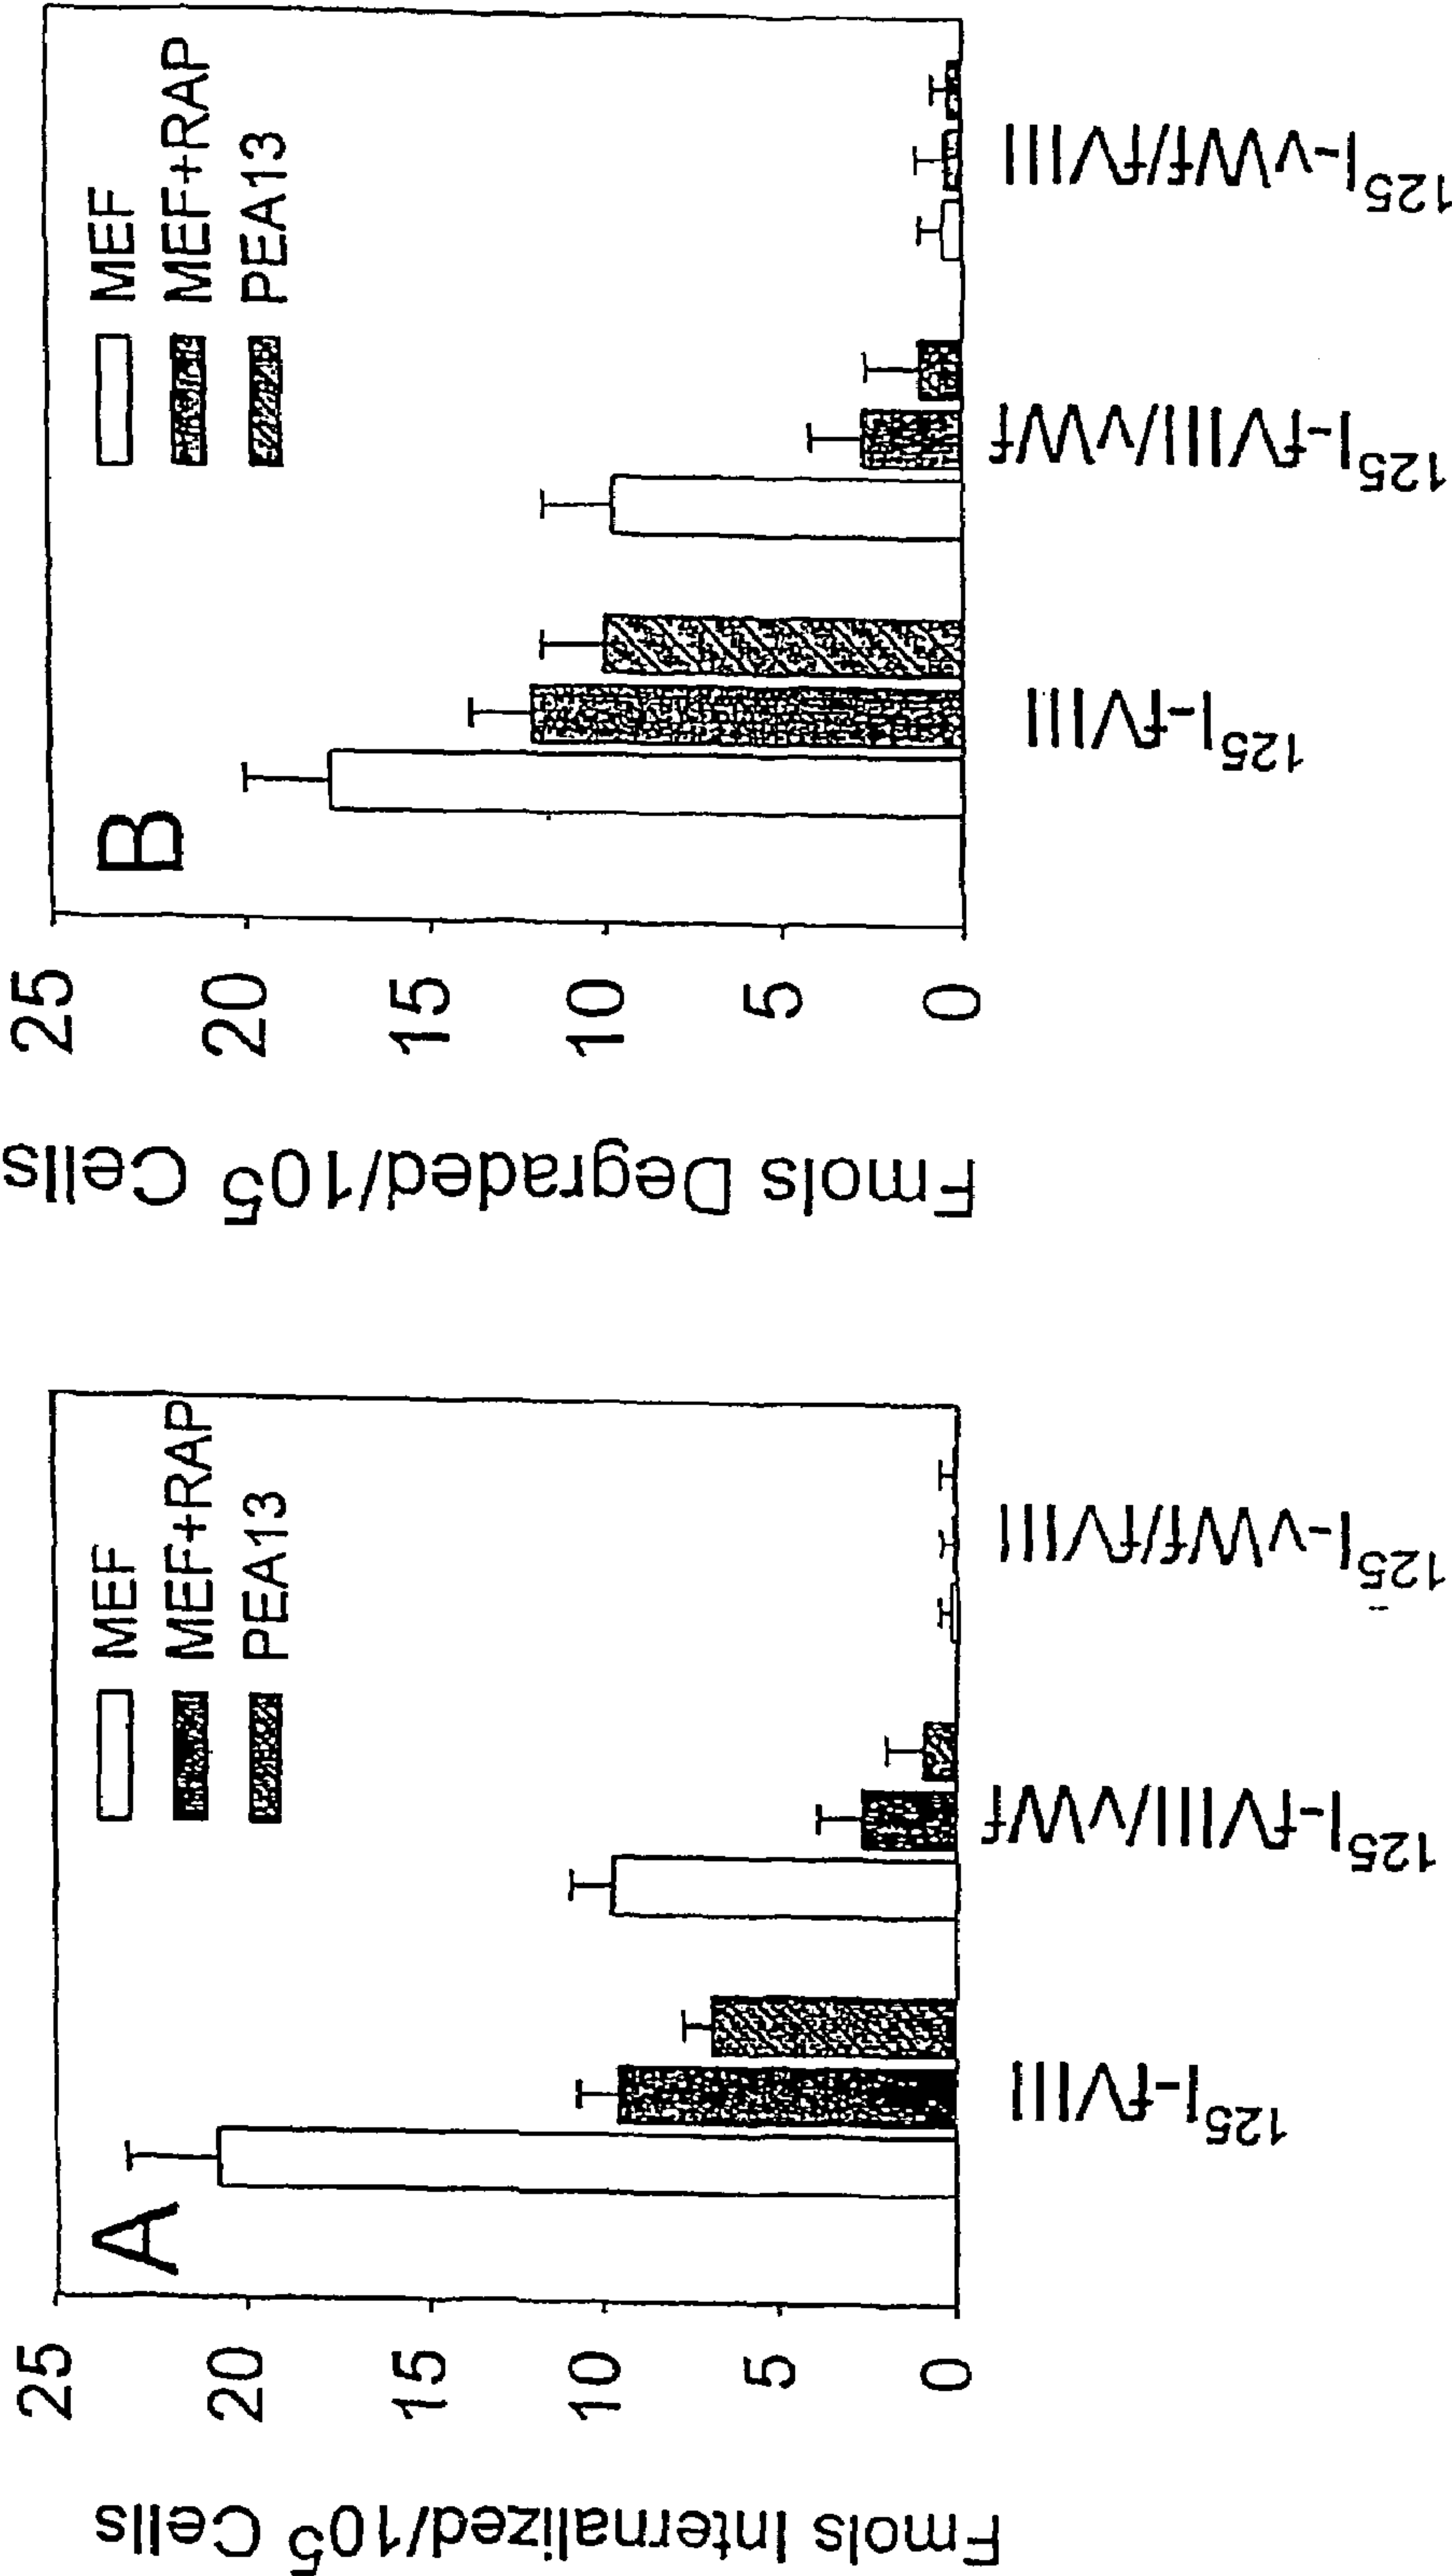 A
MEF
MEF+RAP
PEA13
25
20
15
10
5
0
Fmols Internalized/10⁵ Cells
¹²⁵I-fVIII
¹²⁵I-fVIII/vWf
¹²⁵I-vWf/fVIII
B
MEF
MEF+RAP
PEA13
25
20
15
10
5
0
Fmols Degraded/10⁵ Cells
¹²⁵I-fVIII
¹²⁵I-fVIII/vWf
¹²⁵I-vWf/fVIII